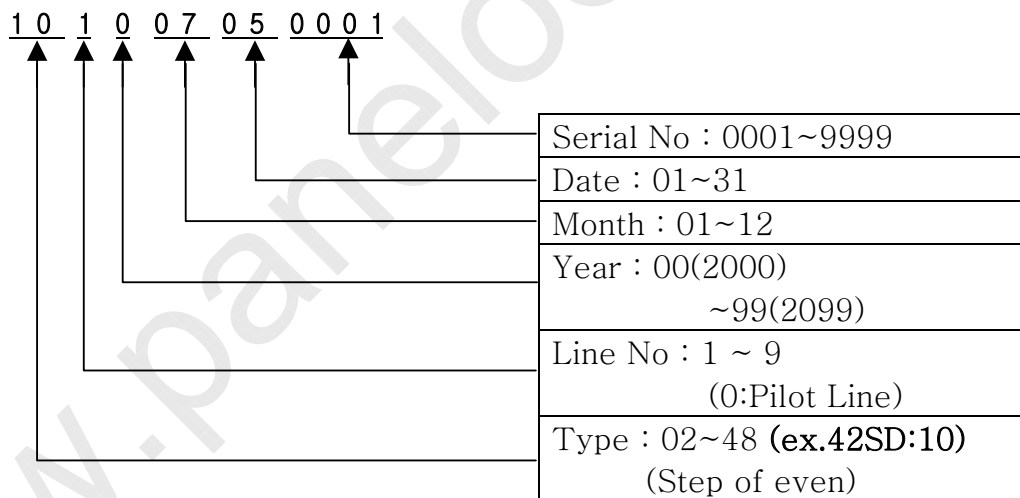 10 1 0 07 05 0001
Serial No : 0001~9999
Date : 01~31
Month : 01~12
Year : 00(2000)
~99(2099)
Line No : 1 ~ 9
(0:Pilot Line)
Type : 02~48 (ex.42SD:10)
(Step of even)
w.panelo